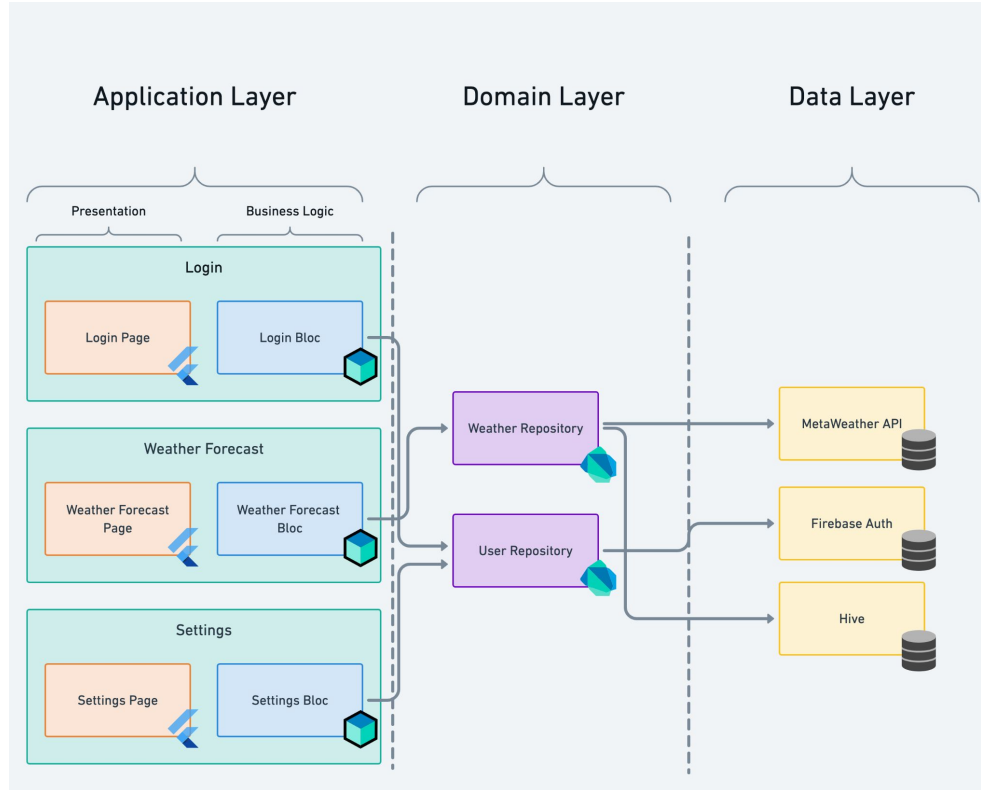 Application Layer
Domain Layer
Data Layer
Presentation
Business Logic
Login
Login Page
Login Bloc
Weather Forecast
Weather Forecast
Page
Weather Forecast
Bloc
Settings
Settings Page
Settings Bloc
Weather Repository
User Repository
MetaWeather API
Firebase Auth
Hive